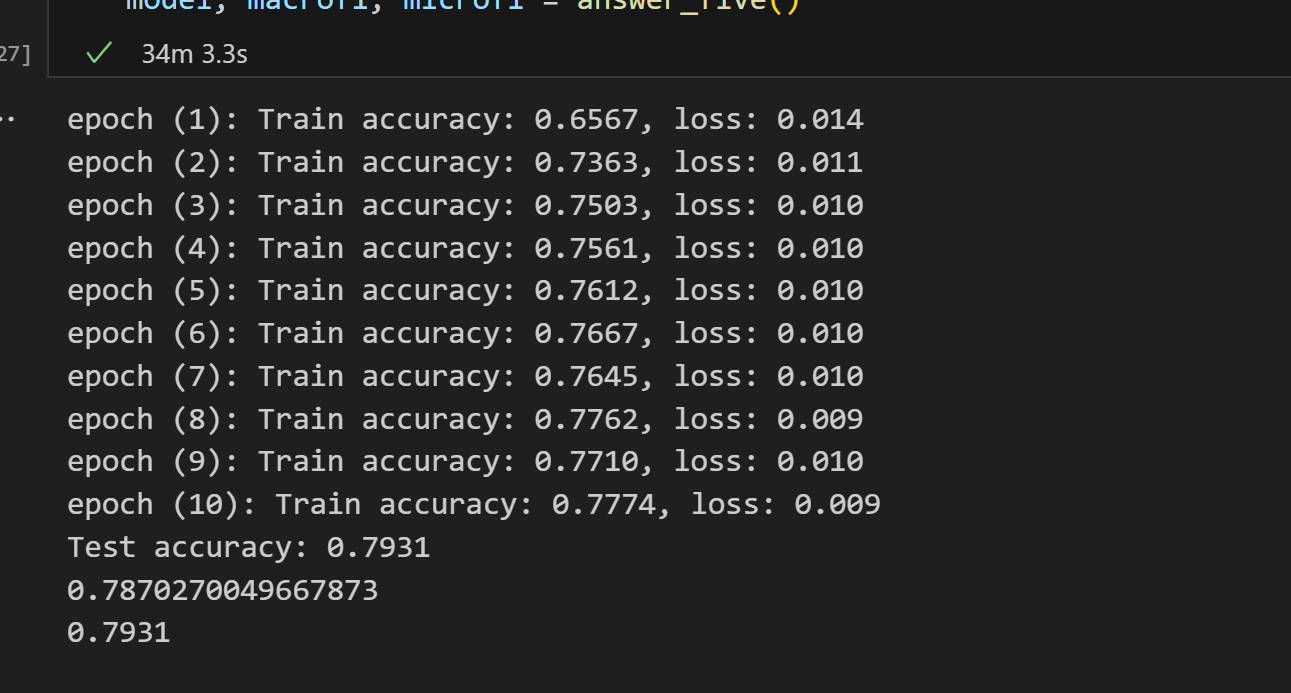 model, macrof1, microf1 = answer_five()
27]
34m 3.3s
epoch (1): Train accuracy: 0.6567, loss: 0.014
epoch (2): Train accuracy: 0.7363, loss: 0.011
epoch (3): Train accuracy: 0.7503, loss: 0.010
epoch (4): Train accuracy: 0.7561, loss: 0.010
epoch (5): Train accuracy: 0.7612, loss: 0.010
epoch (6): Train accuracy: 0.7667, loss: 0.010
epoch (7): Train accuracy: 0.7645, loss: 0.010
epoch (8): Train accuracy: 0.7762, loss: 0.009
epoch (9): Train accuracy: 0.7710, loss: 0.010
epoch (10): Train accuracy: 0.7774, loss: 0.009
Test accuracy: 0.7931
0.7870270049667873
0.7931